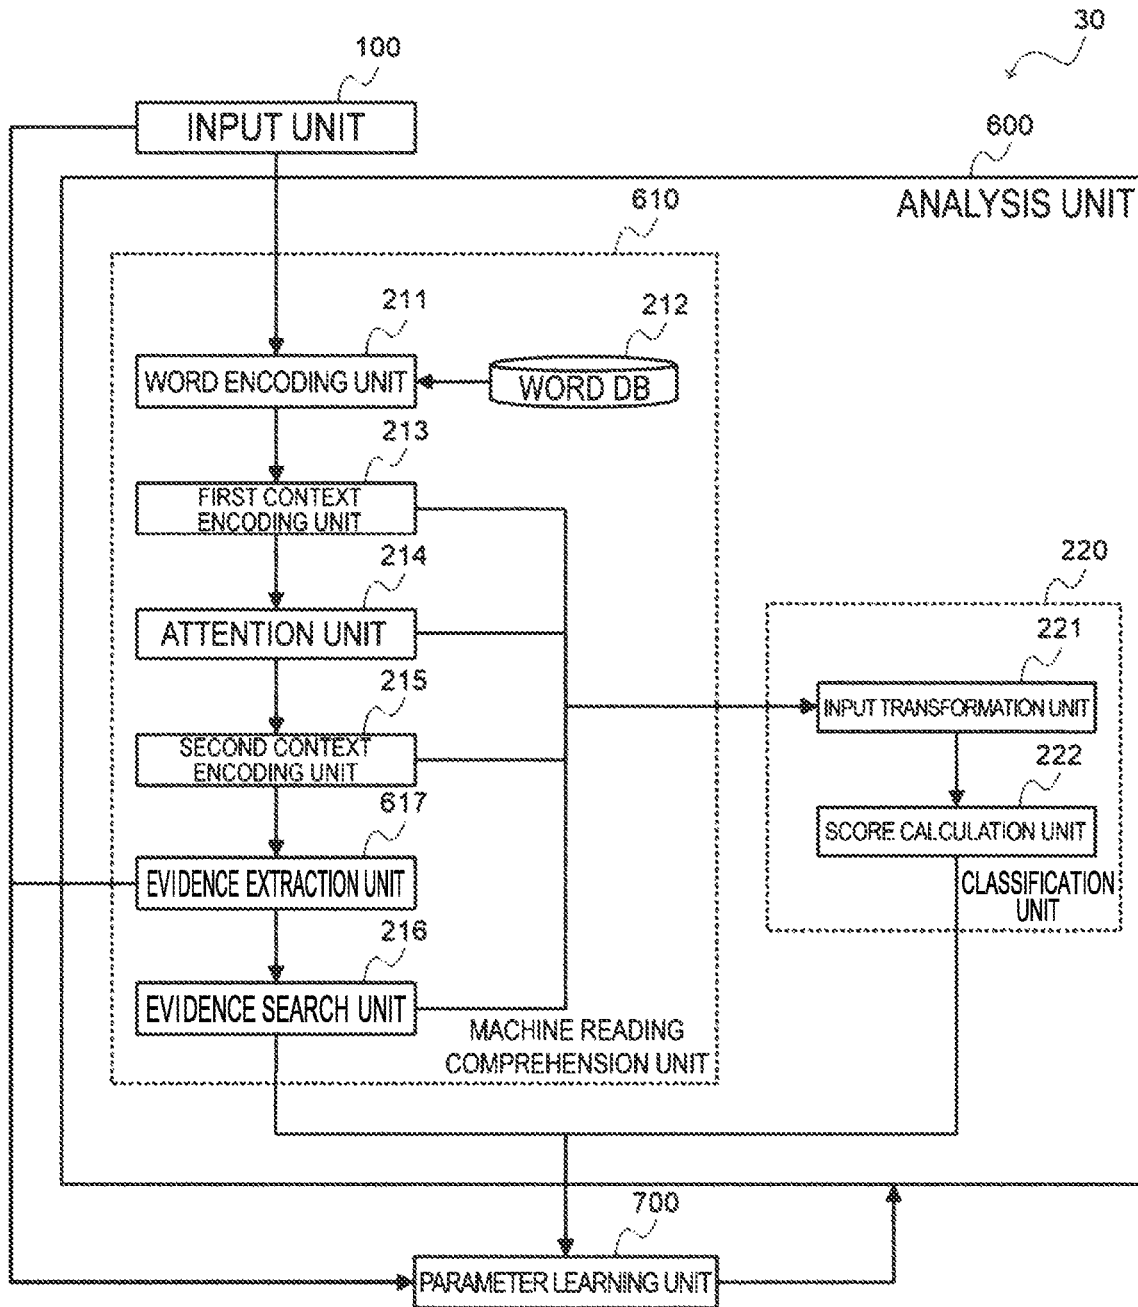 30
100
INPUT UNIT
600
ANALYSIS UNIT
610
211
WORD ENCODING UNIT
212
WORD DB
213
FIRST CONTEXT
ENCODING UNIT
214
ATTENTION UNIT
215
SECOND CONTEXT
ENCODING UNIT
617
EVIDENCE EXTRACTION UNIT
216
EVIDENCE SEARCH UNIT
MACHINE READING
COMPREHENSION UNIT
220
221
INPUT TRANSFORMATION UNIT
222
SCORE CALCULATION UNIT
CLASSIFICATION
UNIT
700
PARAMETER LEARNING UNIT